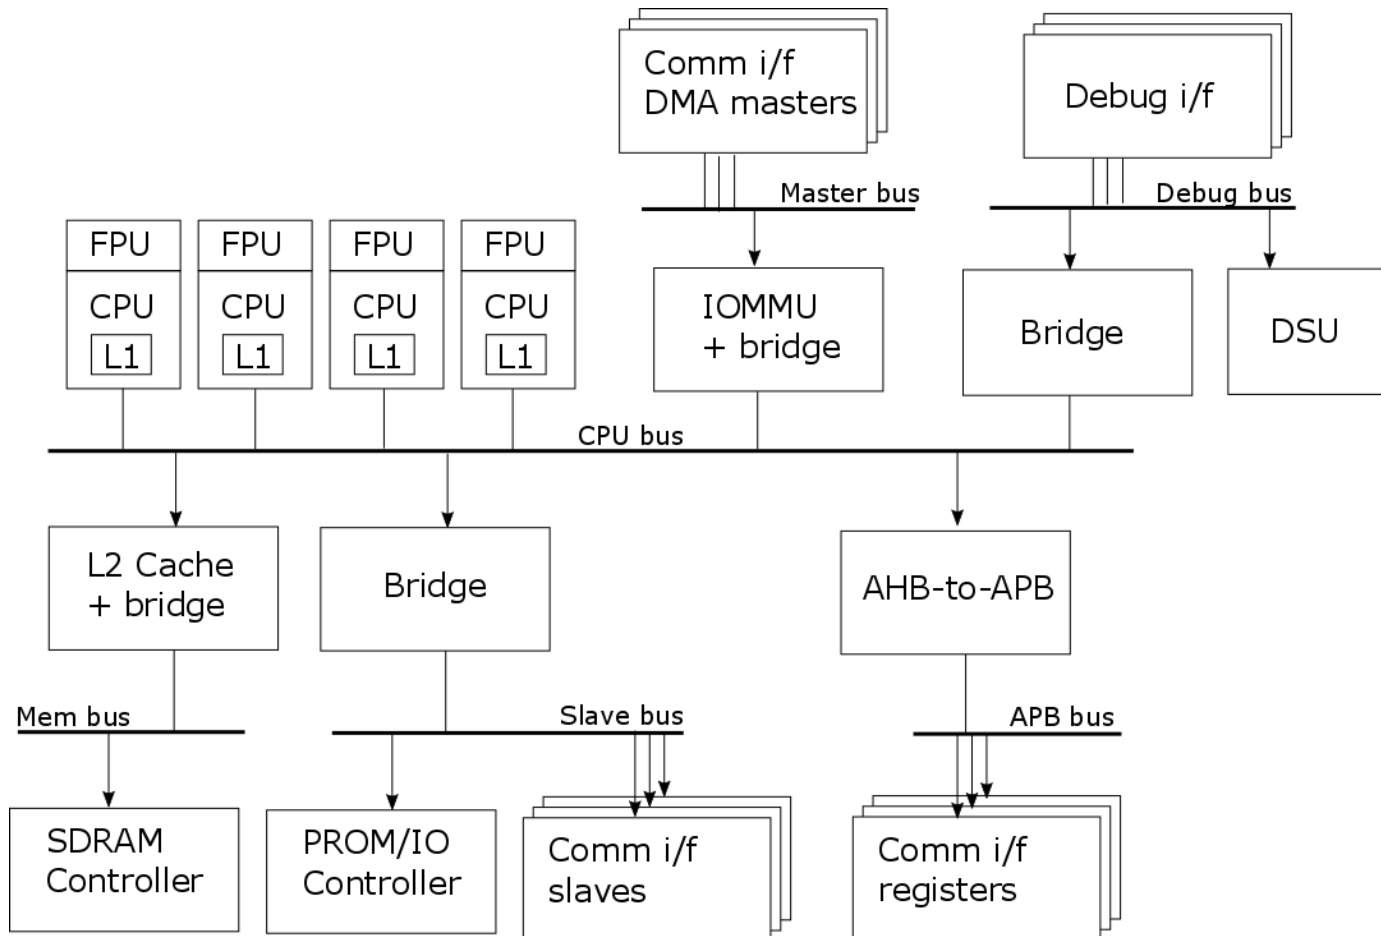 Comm i/f
DMA masters
Debug i/f
Master bus
Debug bus
FPU
FPU
FPU
FPU
CPU
CPU
CPU
CPU
L1
L1
L1
L1
IOMMU
+ bridge
Bridge
DSU
CPU bus
L2 Cache
+ bridge
Bridge
AHB-to-APB
Mem bus
Slave bus
APB bus
SDRAM
Controller
PROM/IO
Controller
Comm i/f
slaves
Comm i/f
registers